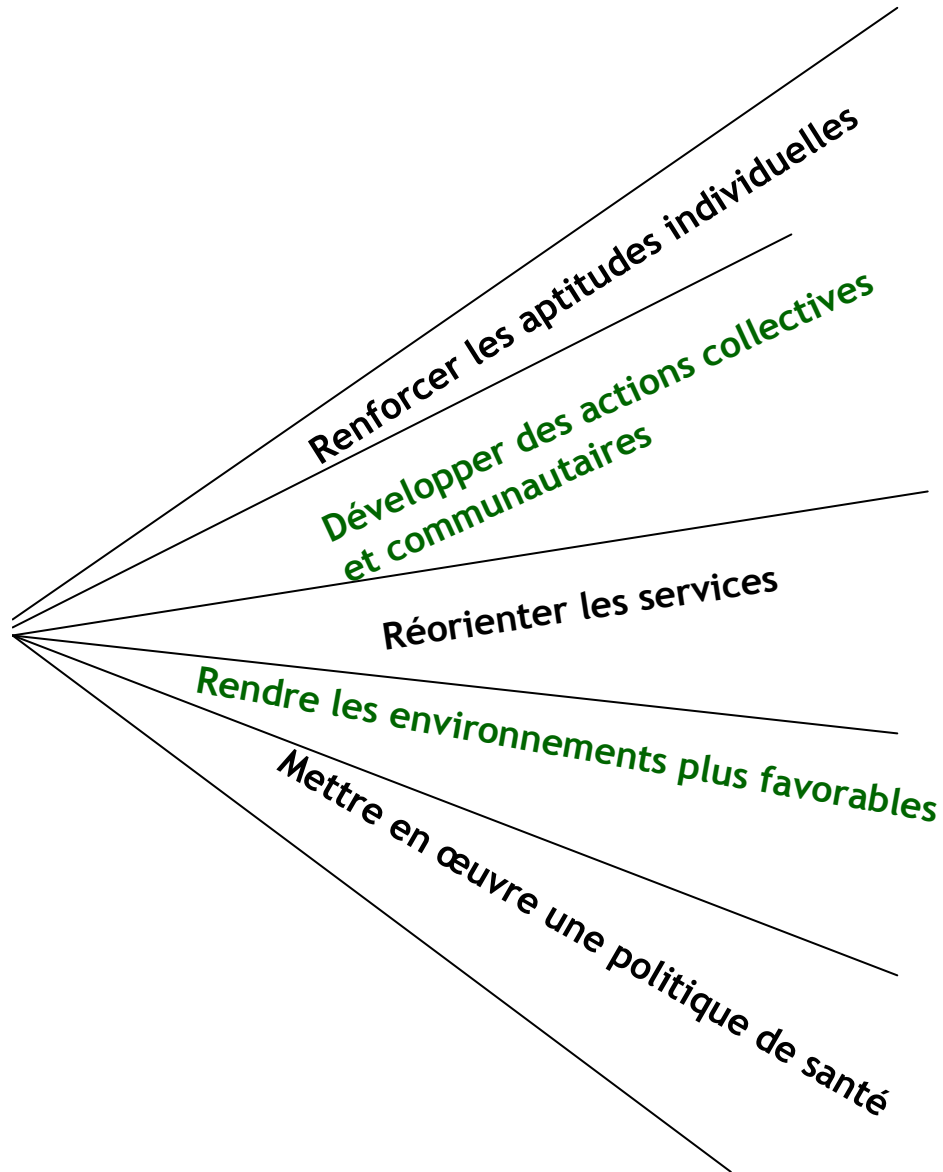 Renforcer les aptitudes individuelles
Développer des actions collectives
et communautaires
Réorienter les services
Rendre les environnements plus favorables
Mettre en œuvre une politique de santé